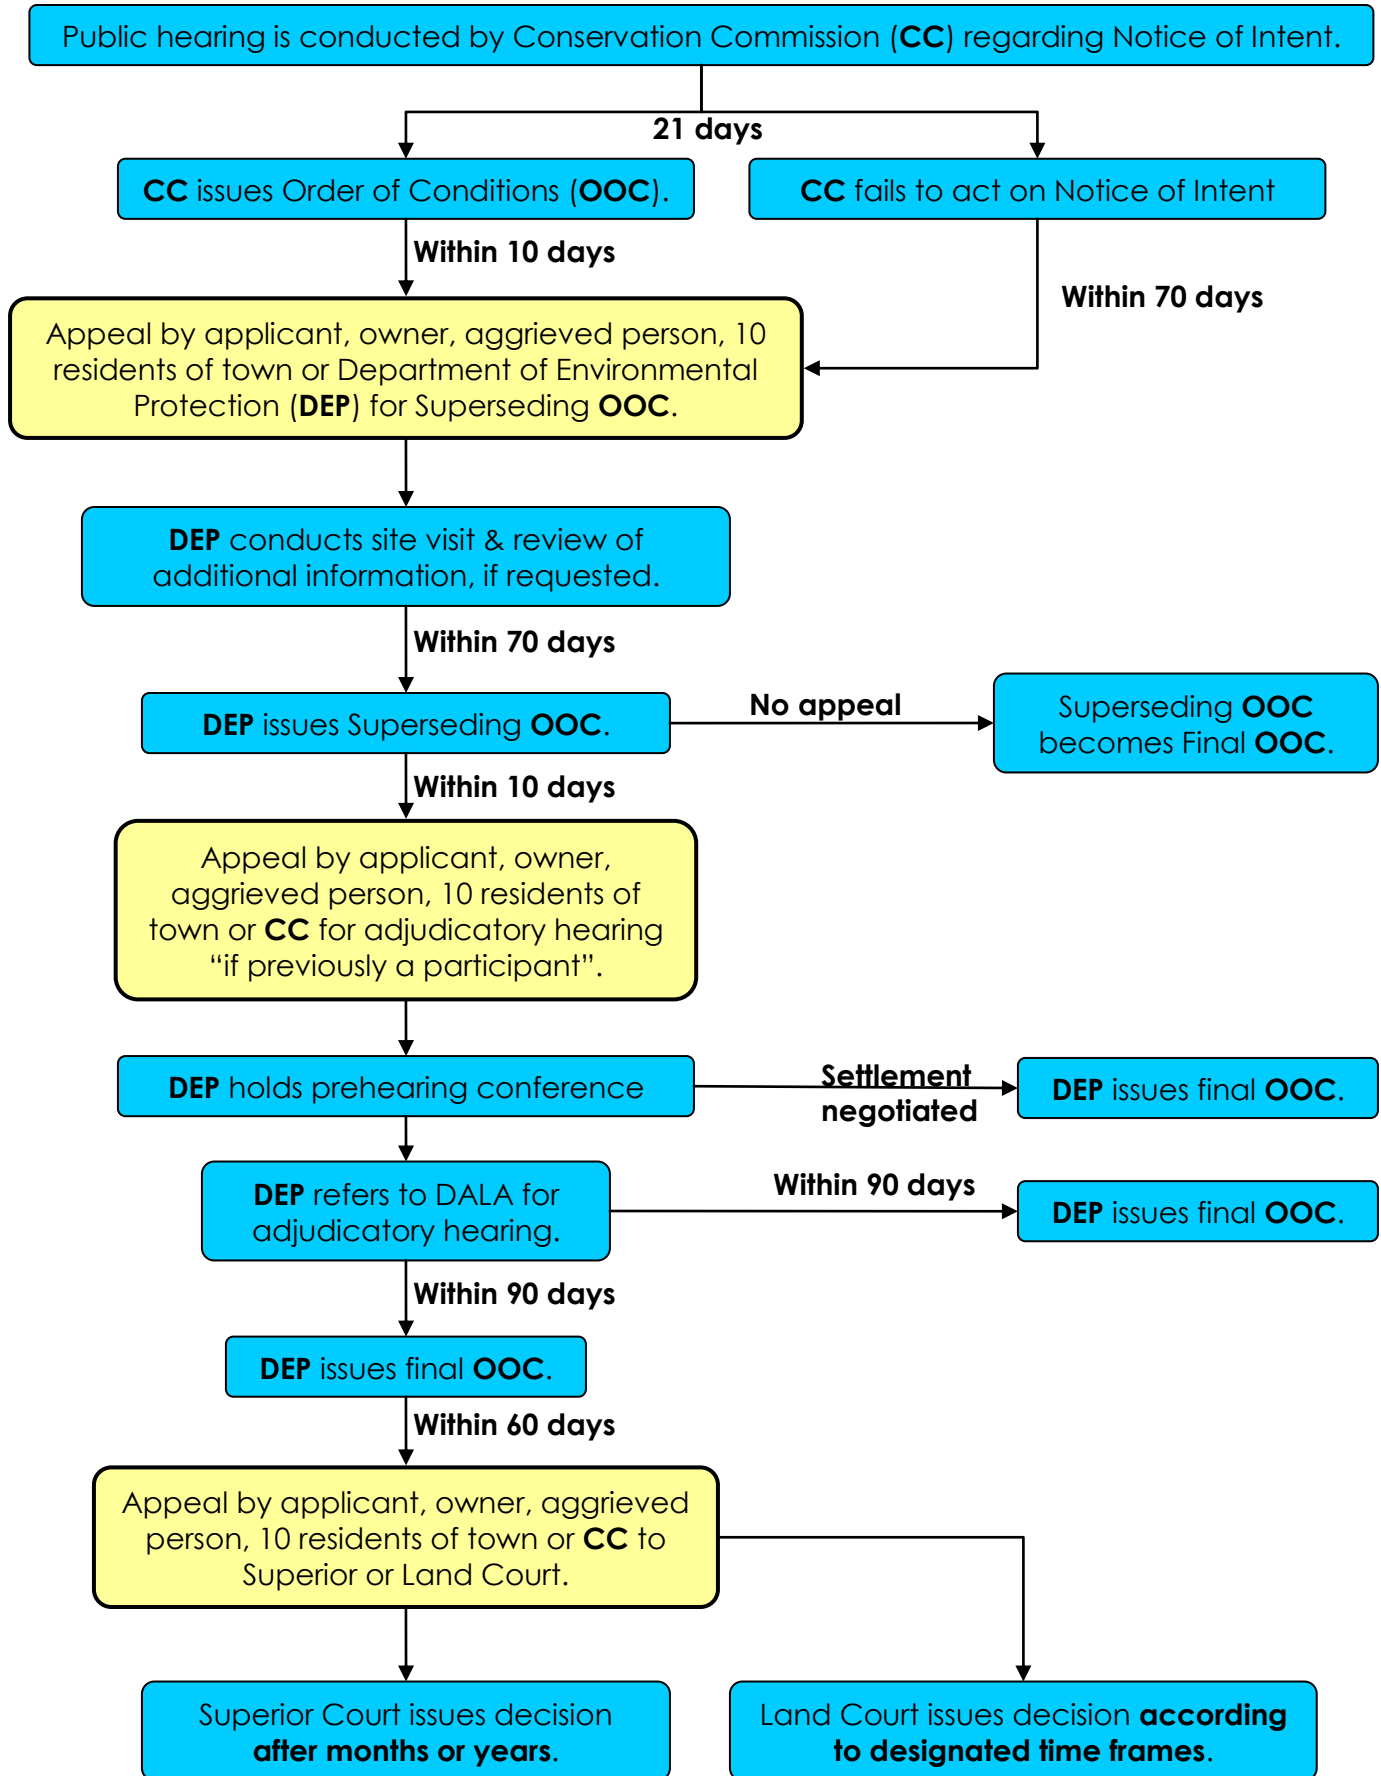 Public hearing is conducted by Conservation Commission (CC) regarding Notice of Intent.
21 days
CC issues Order of Conditions (OOC).
CC fails to act on Notice of Intent
Within 10 days
Within 70 days
Appeal by applicant, owner, aggrieved person, 10
residents of town or Department of Environmental
Protection (DEP) for Superseding OOC.
DEP conducts site visit & review of
additional information, if requested.
Within 70 days
DEP issues Superseding OOC.
No appeal
Superseding OOC
becomes Final OOC.
Within 10 days
Appeal by applicant, owner,
aggrieved person, 10 residents of
town or CC for adjudicatory hearing
“if previously a participant”.
DEP holds prehearing conference
Settlement
negotiated
DEP issues final OOC.
DEP refers to DALA for
adjudicatory hearing.
Within 90 days
DEP issues final OOC.
Within 90 days
DEP issues final OOC.
Within 60 days
Appeal by applicant, owner, aggrieved
person, 10 residents of town or CC to
Superior or Land Court.
Superior Court issues decision
after months or years.
Land Court issues decision according
to designated time frames.